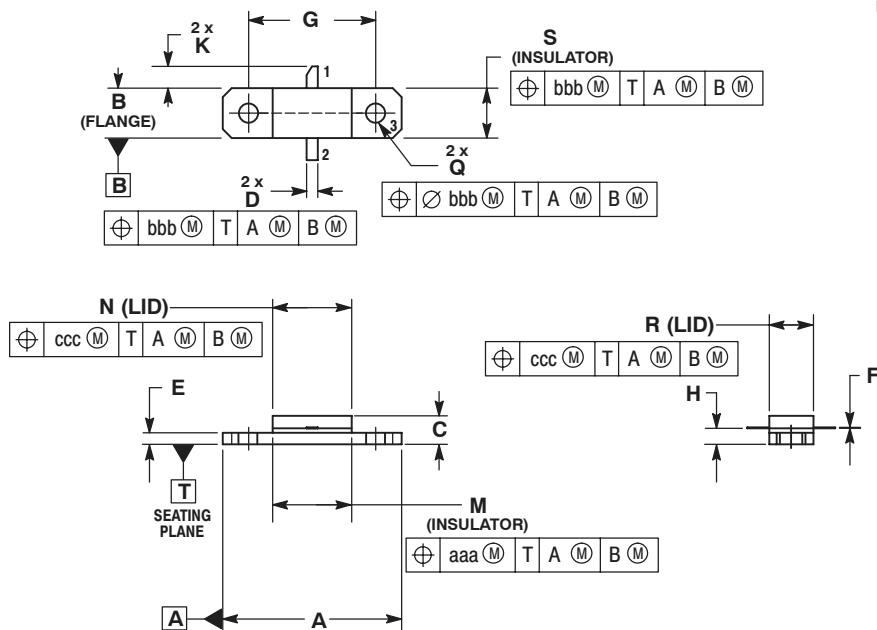 G
2 x
K
1
B
(FLANGE)
B
3
2
2 x
D
⌖ bbb Ⓜ T A Ⓜ B Ⓜ
2 x
Q
⌖ ∅ bbb Ⓜ T A Ⓜ B Ⓜ
S
(INSULATOR)
⌖ bbb Ⓜ T A Ⓜ B Ⓜ
N (LID)
⌖ ccc Ⓜ T A Ⓜ B Ⓜ
R (LID)
⌖ ccc Ⓜ T A Ⓜ B Ⓜ
E
C
H
F
T
SEATING
PLANE
M
(INSULATOR)
⌖ aaa Ⓜ T A Ⓜ B Ⓜ
A
A